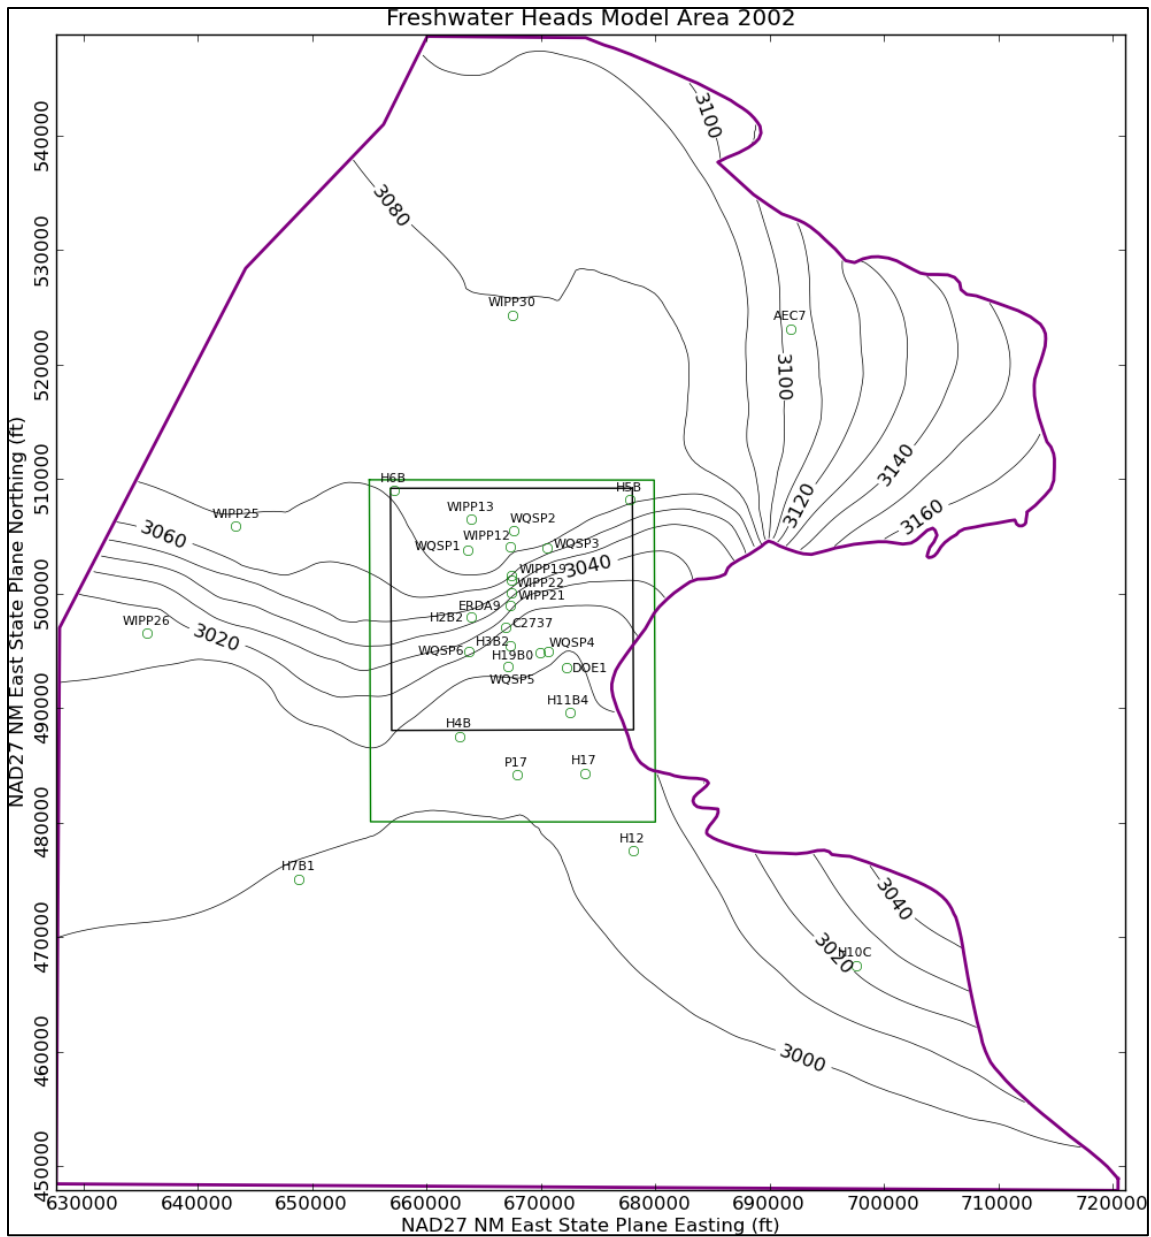 Freshwater Heads Model Area 2002
NAD27 NM East State Plane Northing (ft)
540000
530000
520000
510000
500000
490000
480000
470000
460000
450000
3100
3080
WIPP30
AEC7
3100
3140
3120
3160
H6B
H5B
WIPP25
WIPP13
WQSP2
3060
WIPP12
WQSP1
WQSP3
3040
WIPP19
WIPP22
WIPP21
ERDA9
H2B2
C2737
WIPP26
3020
H3B2
WQSP4
WQSP6
H19B0
DOE1
WQSP5
H11B4
H4B
P17
H17
H12
H7B1
3040
3020
H10C
3000
630000 640000 650000 660000 670000 680000 690000 700000 710000 720000
NAD27 NM East State Plane Easting (ft)